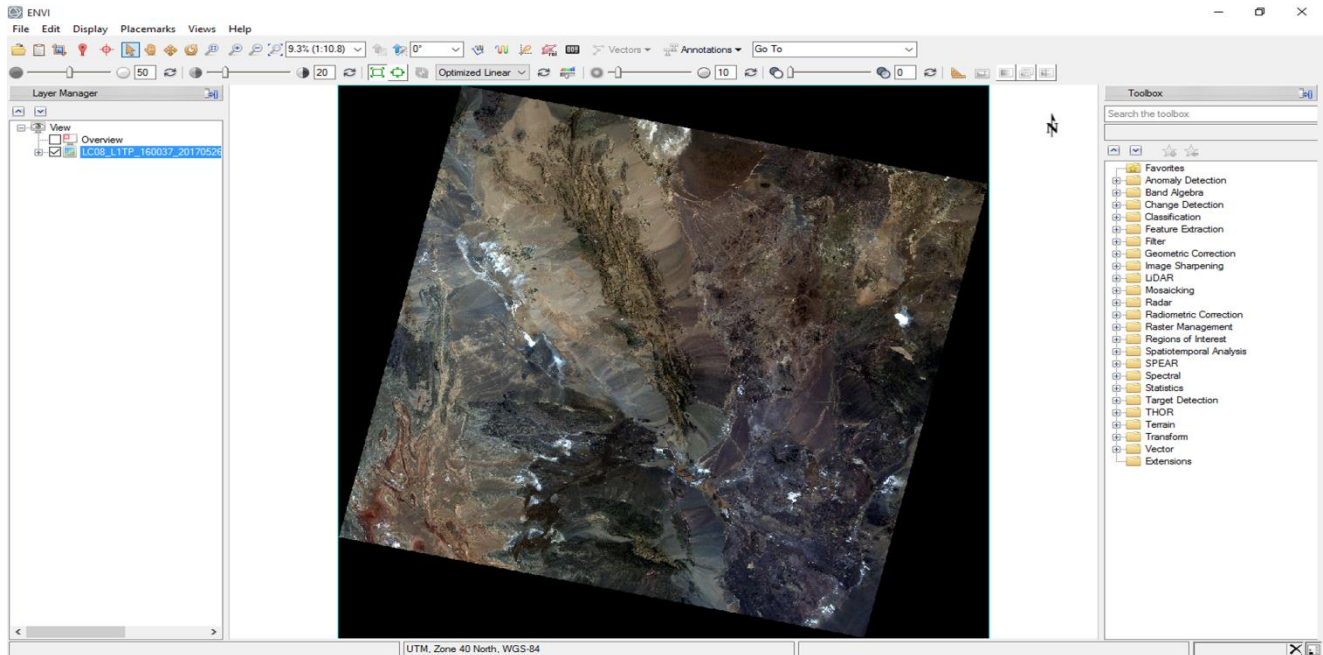 ENVI
File Edit Display Placemarks Views Help
9.3% (1:10.8) 0° Vectors Annotations Go To
50 20 Optimized Linear 10 0
Layer Manager
View
Overview
LC08_L1TP_160037_20170526
N
Toolbox
Search the toolbox
Favorites
Anomaly Detection
Band Algebra
Change Detection
Classification
Feature Extraction
Filter
Geometric Correction
Image Sharpening
LiDAR
Mosaicking
Radar
Radiometric Correction
Raster Management
Regions of Interest
Spatiotemporal Analysis
SPEAR
Spectral
Statistics
Target Detection
THOR
Terrain
Transform
Vector
Extensions
UTM, Zone 40 North, WGS-84